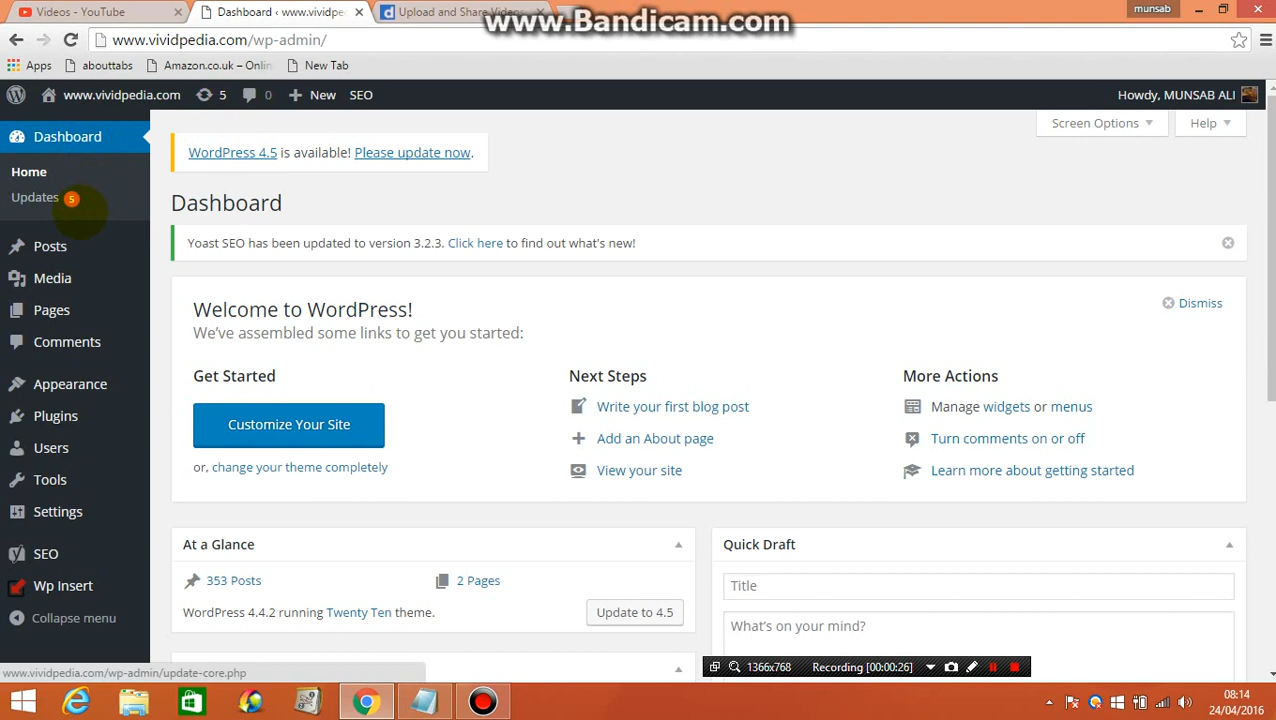 Videos - YouTube
Dashboard ‹ www.vividpe
Upload and Share Videos
www.Bandicam.com
munsab
www.vividpedia.com/wp-admin/
Apps
abouttabs
Amazon.co.uk – Onlin
New Tab
www.vividpedia.com
5
0
New
SEO
Howdy, MUNSAB ALI
Dashboard
Home
Updates 5
Posts
Media
Pages
Comments
Appearance
Plugins
Users
Tools
Settings
SEO
Wp Insert
Collapse menu
Screen Options
Help
WordPress 4.5 is available! Please update now.
Dashboard
Yoast SEO has been updated to version 3.2.3. Click here to find out what's new!
Welcome to WordPress!
We've assembled some links to get you started:
Dismiss
Get Started
Customize Your Site
or, change your theme completely
Next Steps
Write your first blog post
Add an About page
View your site
More Actions
Manage widgets or menus
Turn comments on or off
Learn more about getting started
At a Glance
353 Posts
2 Pages
WordPress 4.4.2 running Twenty Ten theme.
Update to 4.5
Quick Draft
Title
What's on your mind?
www.vividpedia.com/wp-admin/update-core.php
1366x768
Recording [00:00:26]
08:14
24/04/2016